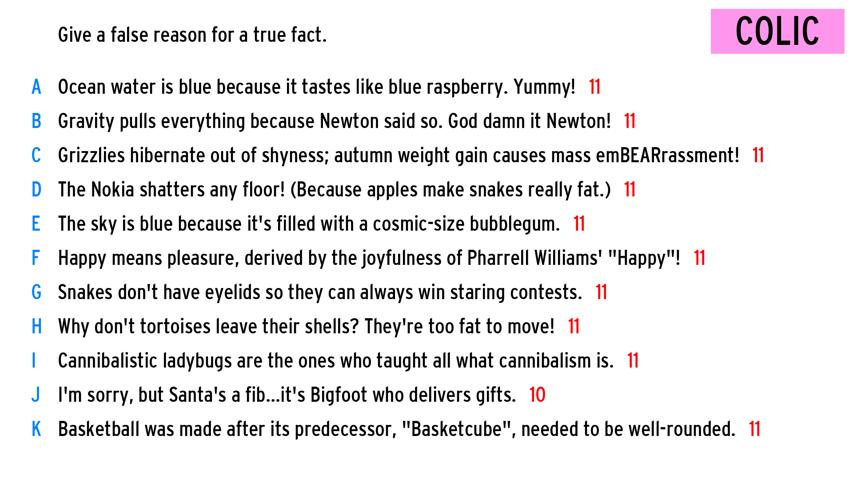 Give a false reason for a true fact.
COLIC
A Ocean water is blue because it tastes like blue raspberry. Yummy! 11
B Gravity pulls everything because Newton said so. God damn it Newton! 11
C Grizzlies hibernate out of shyness; autumn weight gain causes mass emBEARrassment! 11
D The Nokia shatters any floor! (Because apples make snakes really fat.) 11
E The sky is blue because it's filled with a cosmic-size bubblegum. 11
F Happy means pleasure, derived by the joyfulness of Pharrell Williams' "Happy"! 11
G Snakes don't have eyelids so they can always win staring contests. 11
H Why don't tortoises leave their shells? They're too fat to move! 11
I Cannibalistic ladybugs are the ones who taught all what cannibalism is. 11
J I'm sorry, but Santa's a fib...it's Bigfoot who delivers gifts. 10
K Basketball was made after its predecessor, "Basketcube", needed to be well-rounded. 11